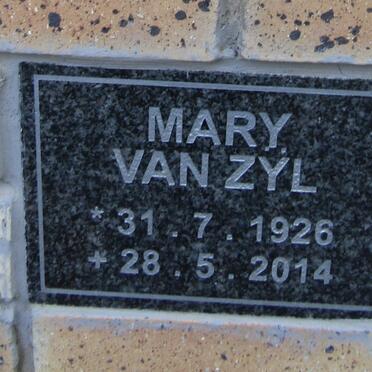 MARY
VAN ZYL
* 31 . 7 . 1926
+ 28 . 5 . 2014